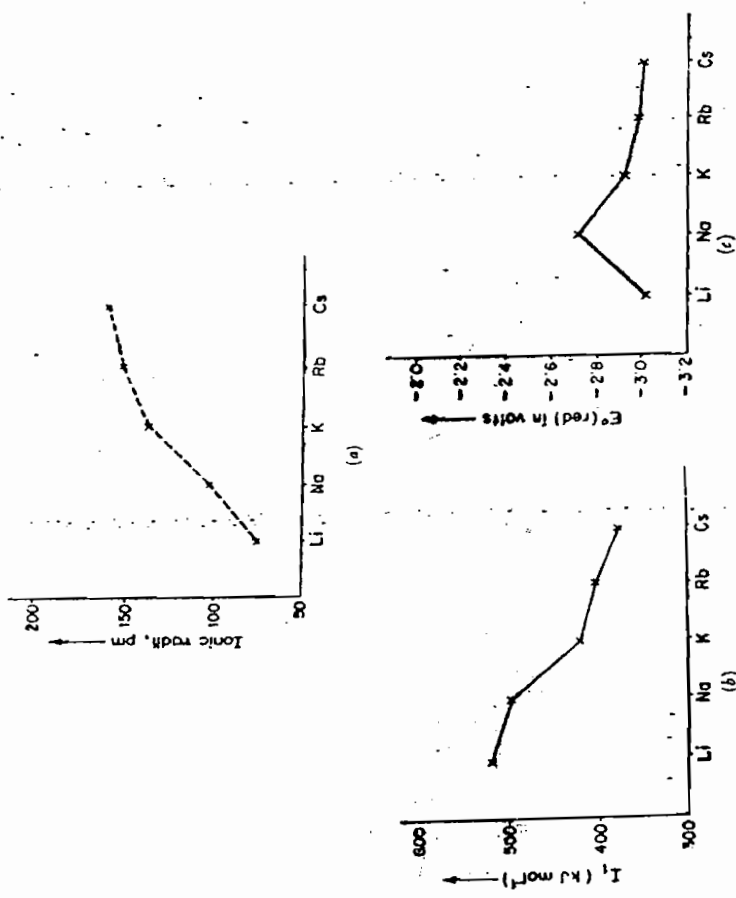 Ionic radii, pm
200
150
100
50
Li Na K Rb Cs
(a)
I₁ (kJ mol⁻¹)
600
500
400
300
Li Na K Rb Cs
(b)
E°(red) in volts
−2.0
−2.2
−2.4
−2.6
−2.8
−3.0
−3.2
Li Na K Rb Cs
(c)